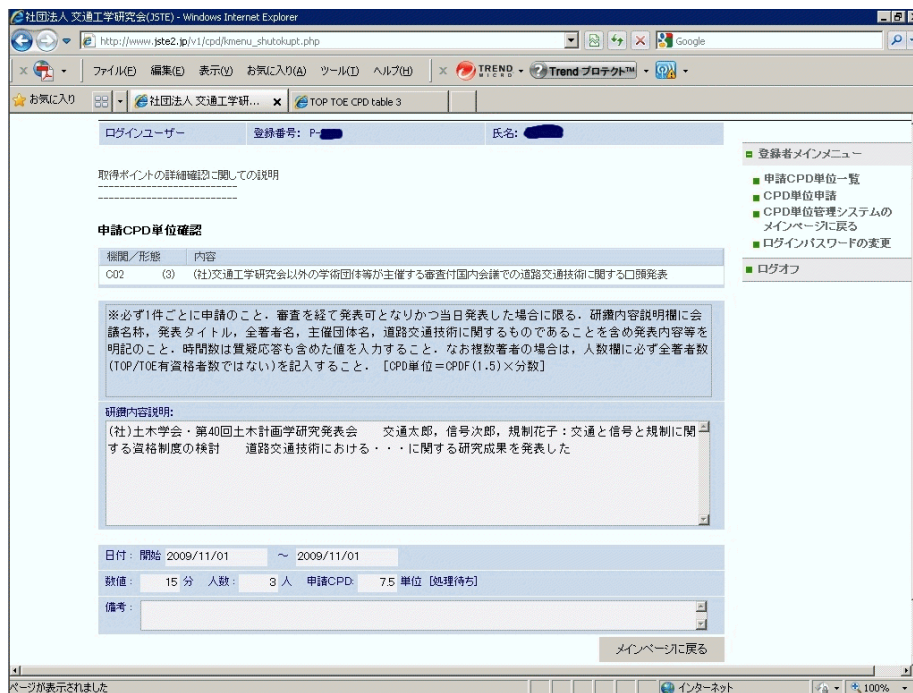 社団法人 交通工学研究会(JSTE) - Windows Internet Explorer
http://www.jste2.jp/v1/cpd/kmenu_shutokupt.php
Google
ファイル(F) 編集(E) 表示(V) お気に入り(A) ツール(T) ヘルプ(H)
TREND MICRO Trend プロテクト™
お気に入り
社団法人 交通工学研...
TOP TOE CPD table 3
ログインユーザー 登録番号: P- 氏名:
取得ポイントの詳細確認に関しての説明
--------------------------
--------------------------
申請CPD単位確認
機関/形態 内容
C02 (3) (社)交通工学研究会以外の学術団体等が主催する審査付国内会議での道路交通技術に関する口頭発表
※必ず1件ごとに申請のこと. 審査を経て発表可となりかつ当日発表した場合に限る. 研鑽内容説明欄に会
議名称, 発表タイトル, 全著者名, 主催団体名, 道路交通技術に関するものであることを含め発表内容等を
明記のこと. 時間数は質疑応答も含めた値を入力すること. なお複数著者の場合は, 人数欄に必ず全著者数
(TOP/TOE有資格者数ではない)を記入すること. [CPD単位=CPDF(1.5)×分数]
研鑽内容説明:
(社)土木学会・第40回土木計画学研究発表会 交通太郎, 信号次郎, 規制花子:交通と信号と規制に関
する資格制度の検討 道路交通技術における・・・に関する研究成果を発表した
日付: 開始 2009/11/01 ~ 2009/11/01
数値: 15 分 人数: 3 人 申請CPD: 7.5 単位 [処理待ち]
備考:
メインページに戻る
登録者メインメニュー
申請CPD単位一覧
CPD単位申請
CPD単位管理システムの
メインページに戻る
ログインパスワードの変更
ログオフ
ページが表示されました
インターネット
100%